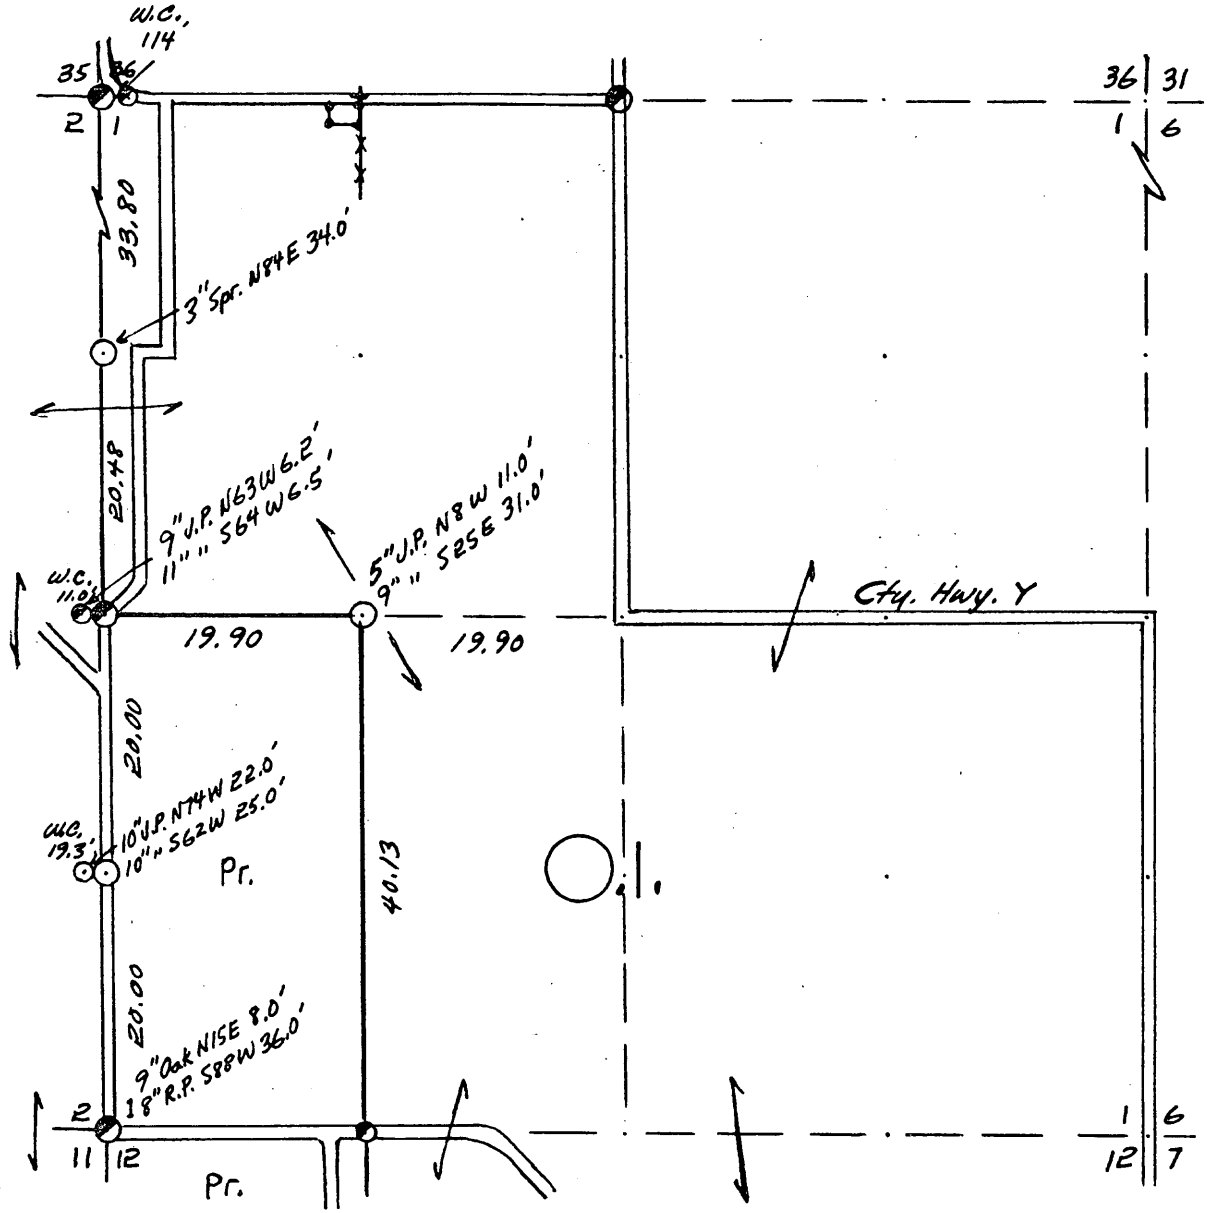 W.C.,
114
35 36
36 31
2 1
1 6
33.80
3" Spr. N84E 34.0'
20.48
9" J.P. N63W 6.2'
11" " S64W 6.5'
5" J.P. N8W 11.0'
9" " S25E 31.0'
W.C.
11.0'
Cty. Hwy. Y
19.90
19.90
20.00
10" J.P. N74W 22.0'
10" " S62W 25.0'
W.C.
19.3'
Pr.
40.13
1
20.00
9" Oak N15E 8.0'
18" R.P. S88W 36.0'
2
1 6
11 12
12 7
Pr.